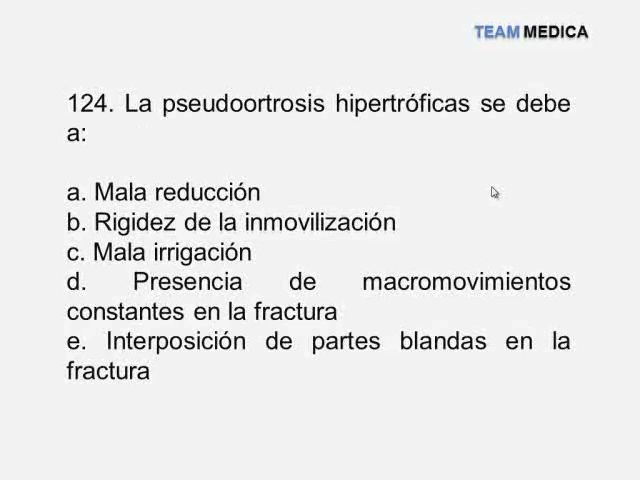 TEAM MEDICA
124. La pseudoortrosis hipertróficas se debe
a:
a. Mala reducción
b. Rigidez de la inmovilización
c. Mala irrigación
d. Presencia de macromovimientos
constantes en la fractura
e. Interposición de partes blandas en la
fractura